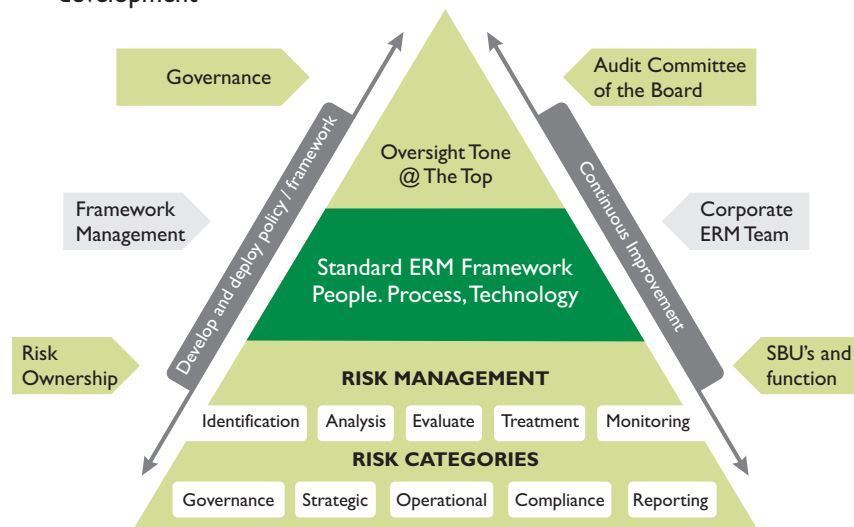 development
Governance
Audit Committee
of the Board
Oversight Tone
@ The Top
Develop and deploy policy / framework
Continuous Improvement
Framework
Management
Corporate
ERM Team
Standard ERM Framework
People. Process, Technology
Risk
Ownership
SBU's and
function
RISK MANAGEMENT
Identification
Analysis
Evaluate
Treatment
Monitoring
RISK CATEGORIES
Governance
Strategic
Operational
Compliance
Reporting